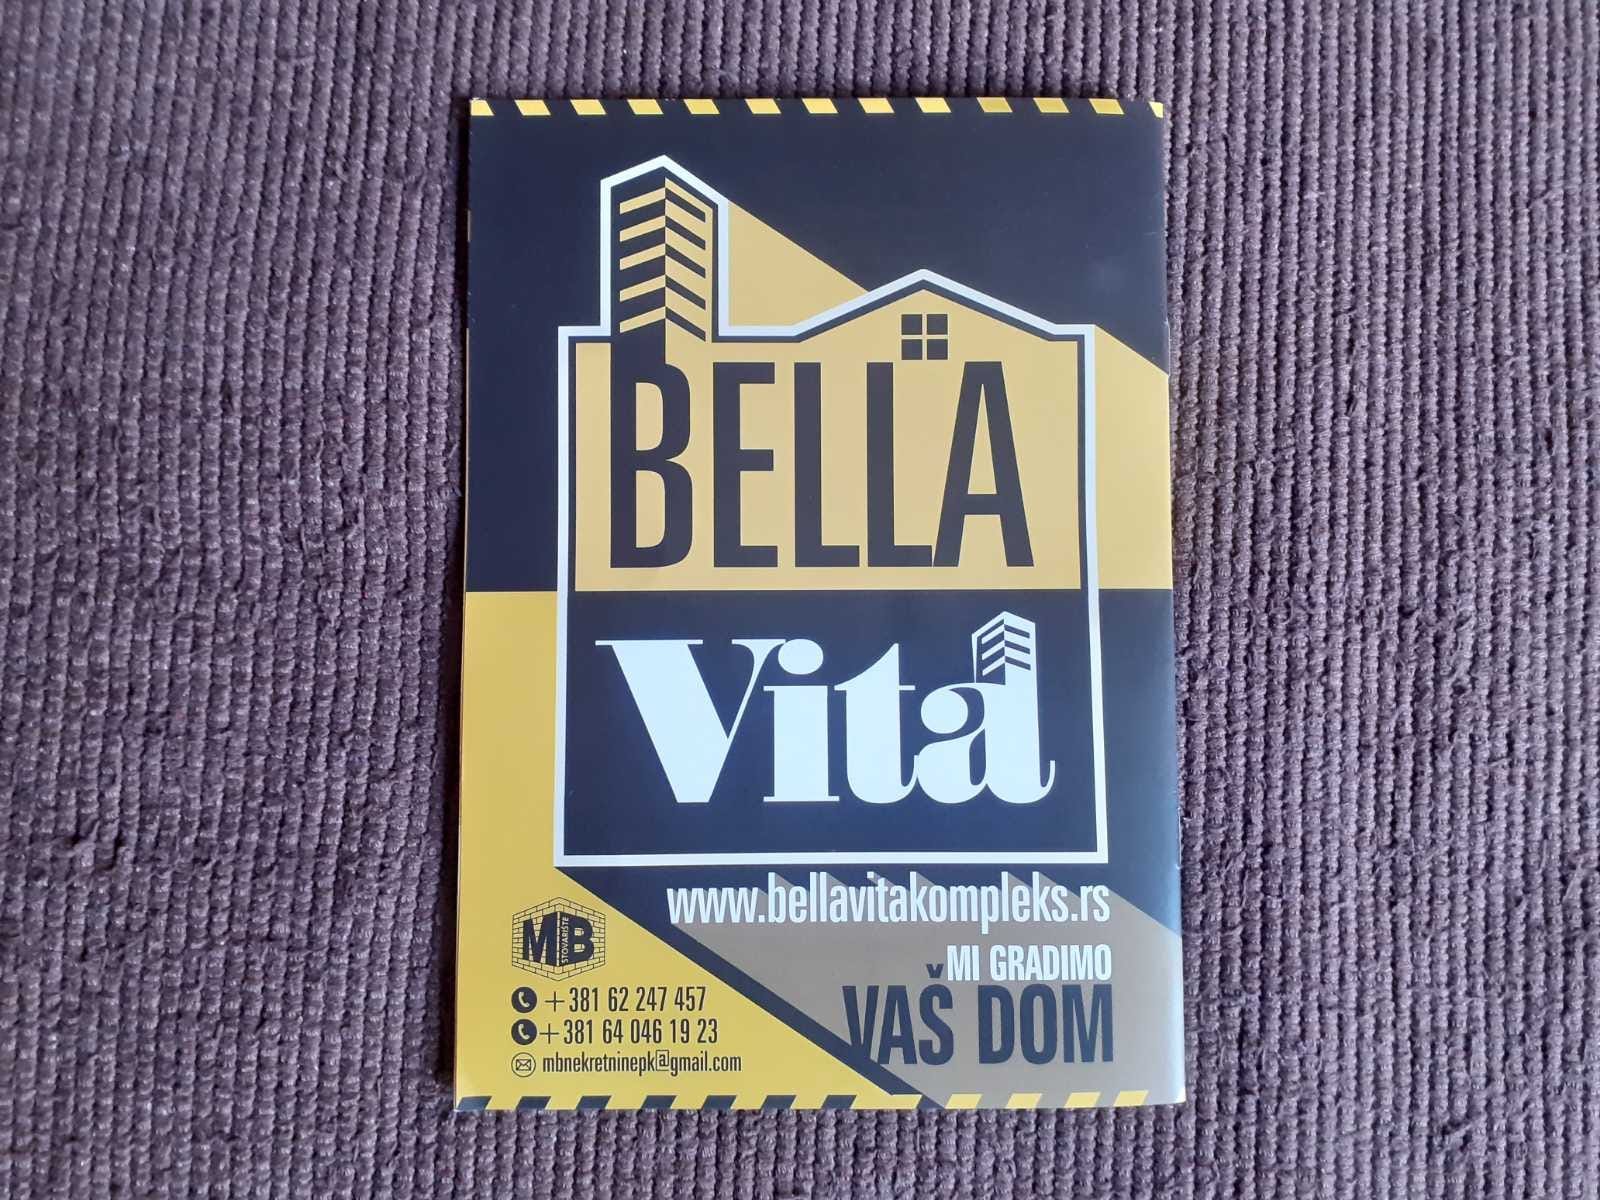 BELLA
Vita
www.bellavitakompleks.rs
MI GRADIMO
VAŠ DOM
MB
STOVARIŠTE
+381 62 247 457
+381 64 046 19 23
mbnekretninepk@gmail.com